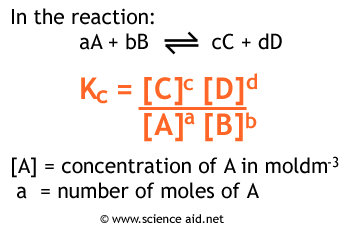 In the reaction:
aA + bB ⇌ cC + dD
Kc = [C]ᶜ [D]ᵈ
[A]ᵃ [B]ᵇ
[A] = concentration of A in moldm⁻³
a = number of moles of A
© www.science aid.net